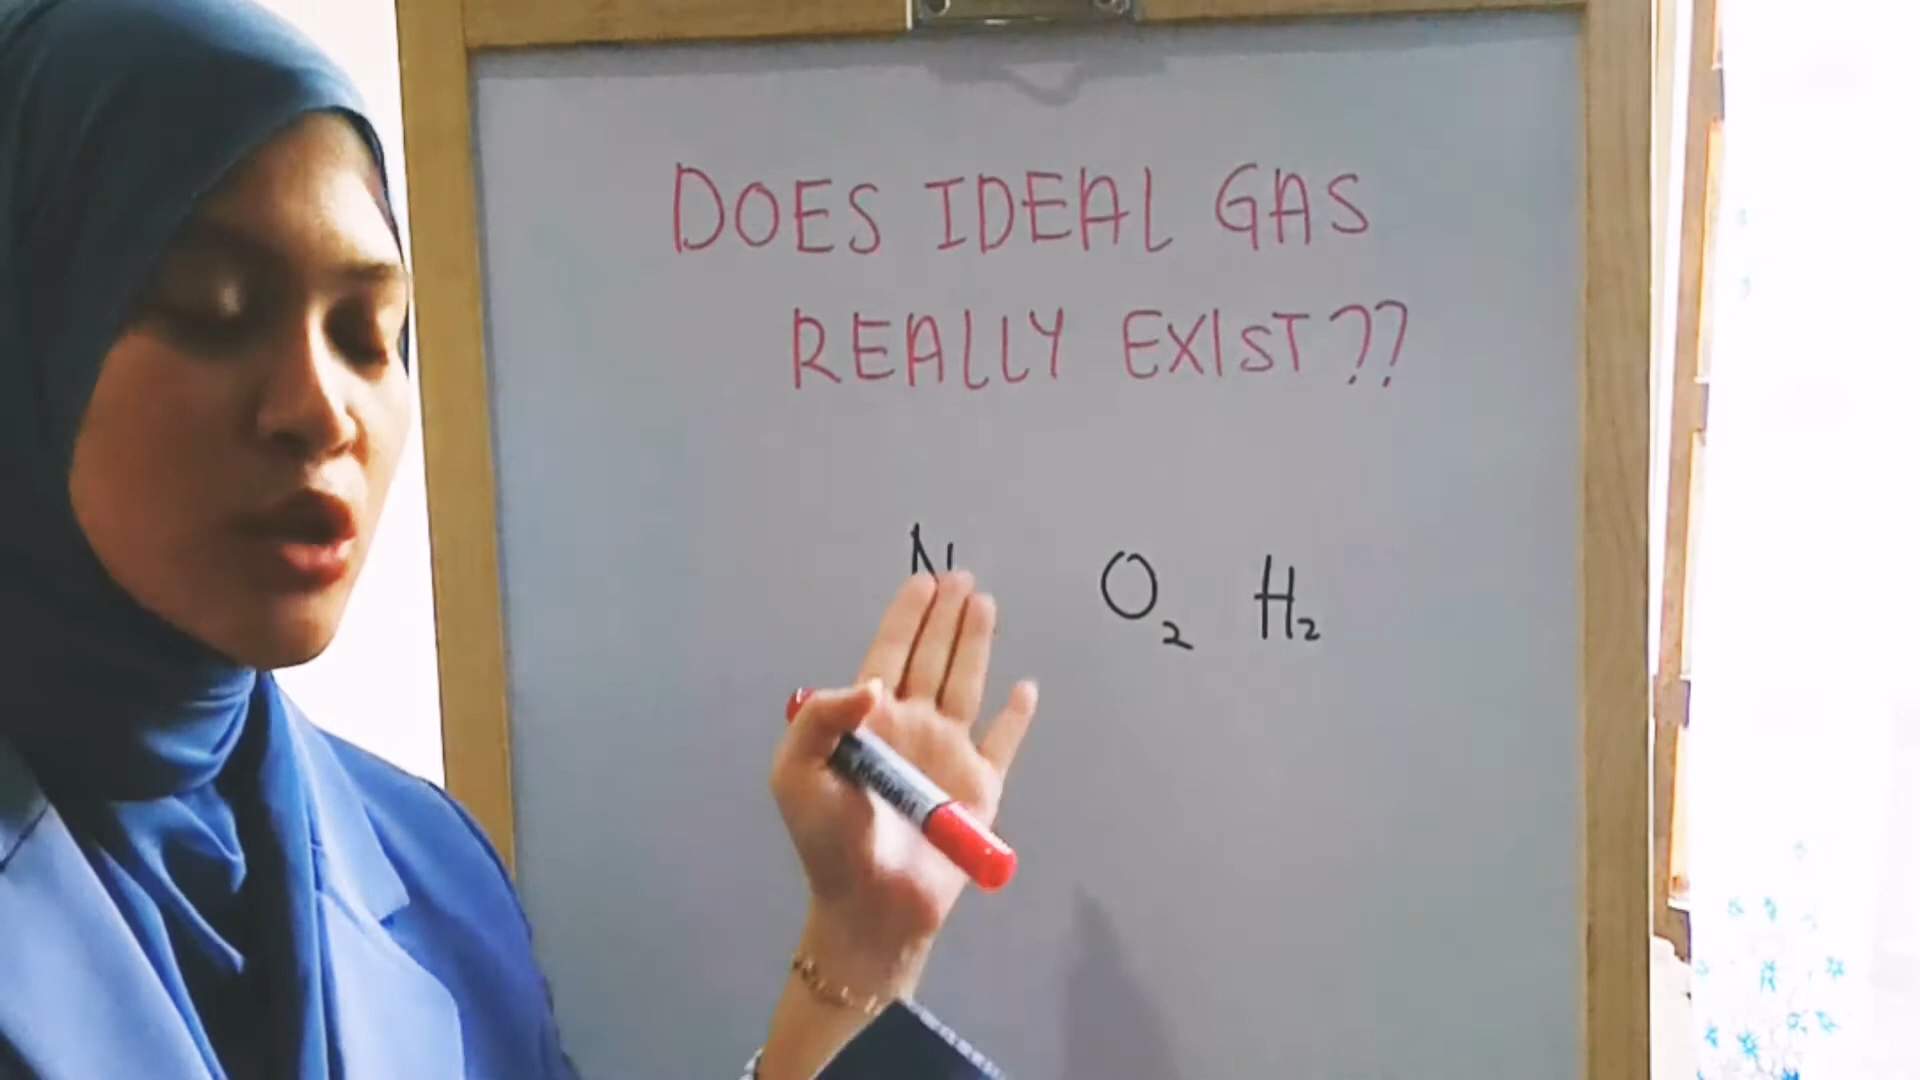 DOES IDEAL GAS
REALLY EXIST??
N O₂ H₂